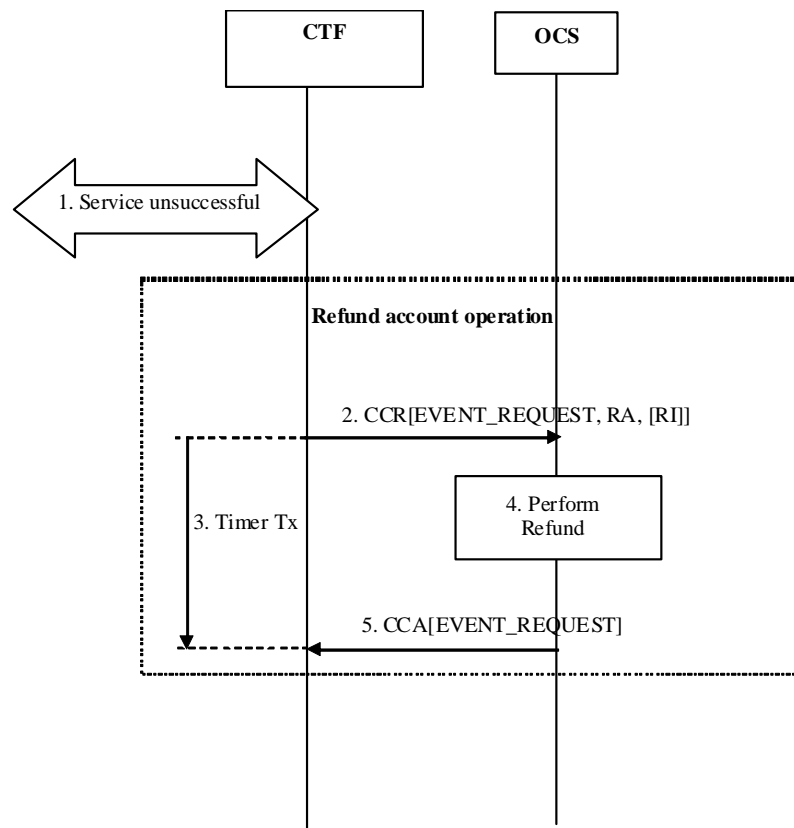 CTF
OCS
1. Service unsuccessful
Refund account operation
2. CCR[EVENT_REQUEST, RA, [RI]]
3. Timer Tx
4. Perform
Refund
5. CCA[EVENT_REQUEST]